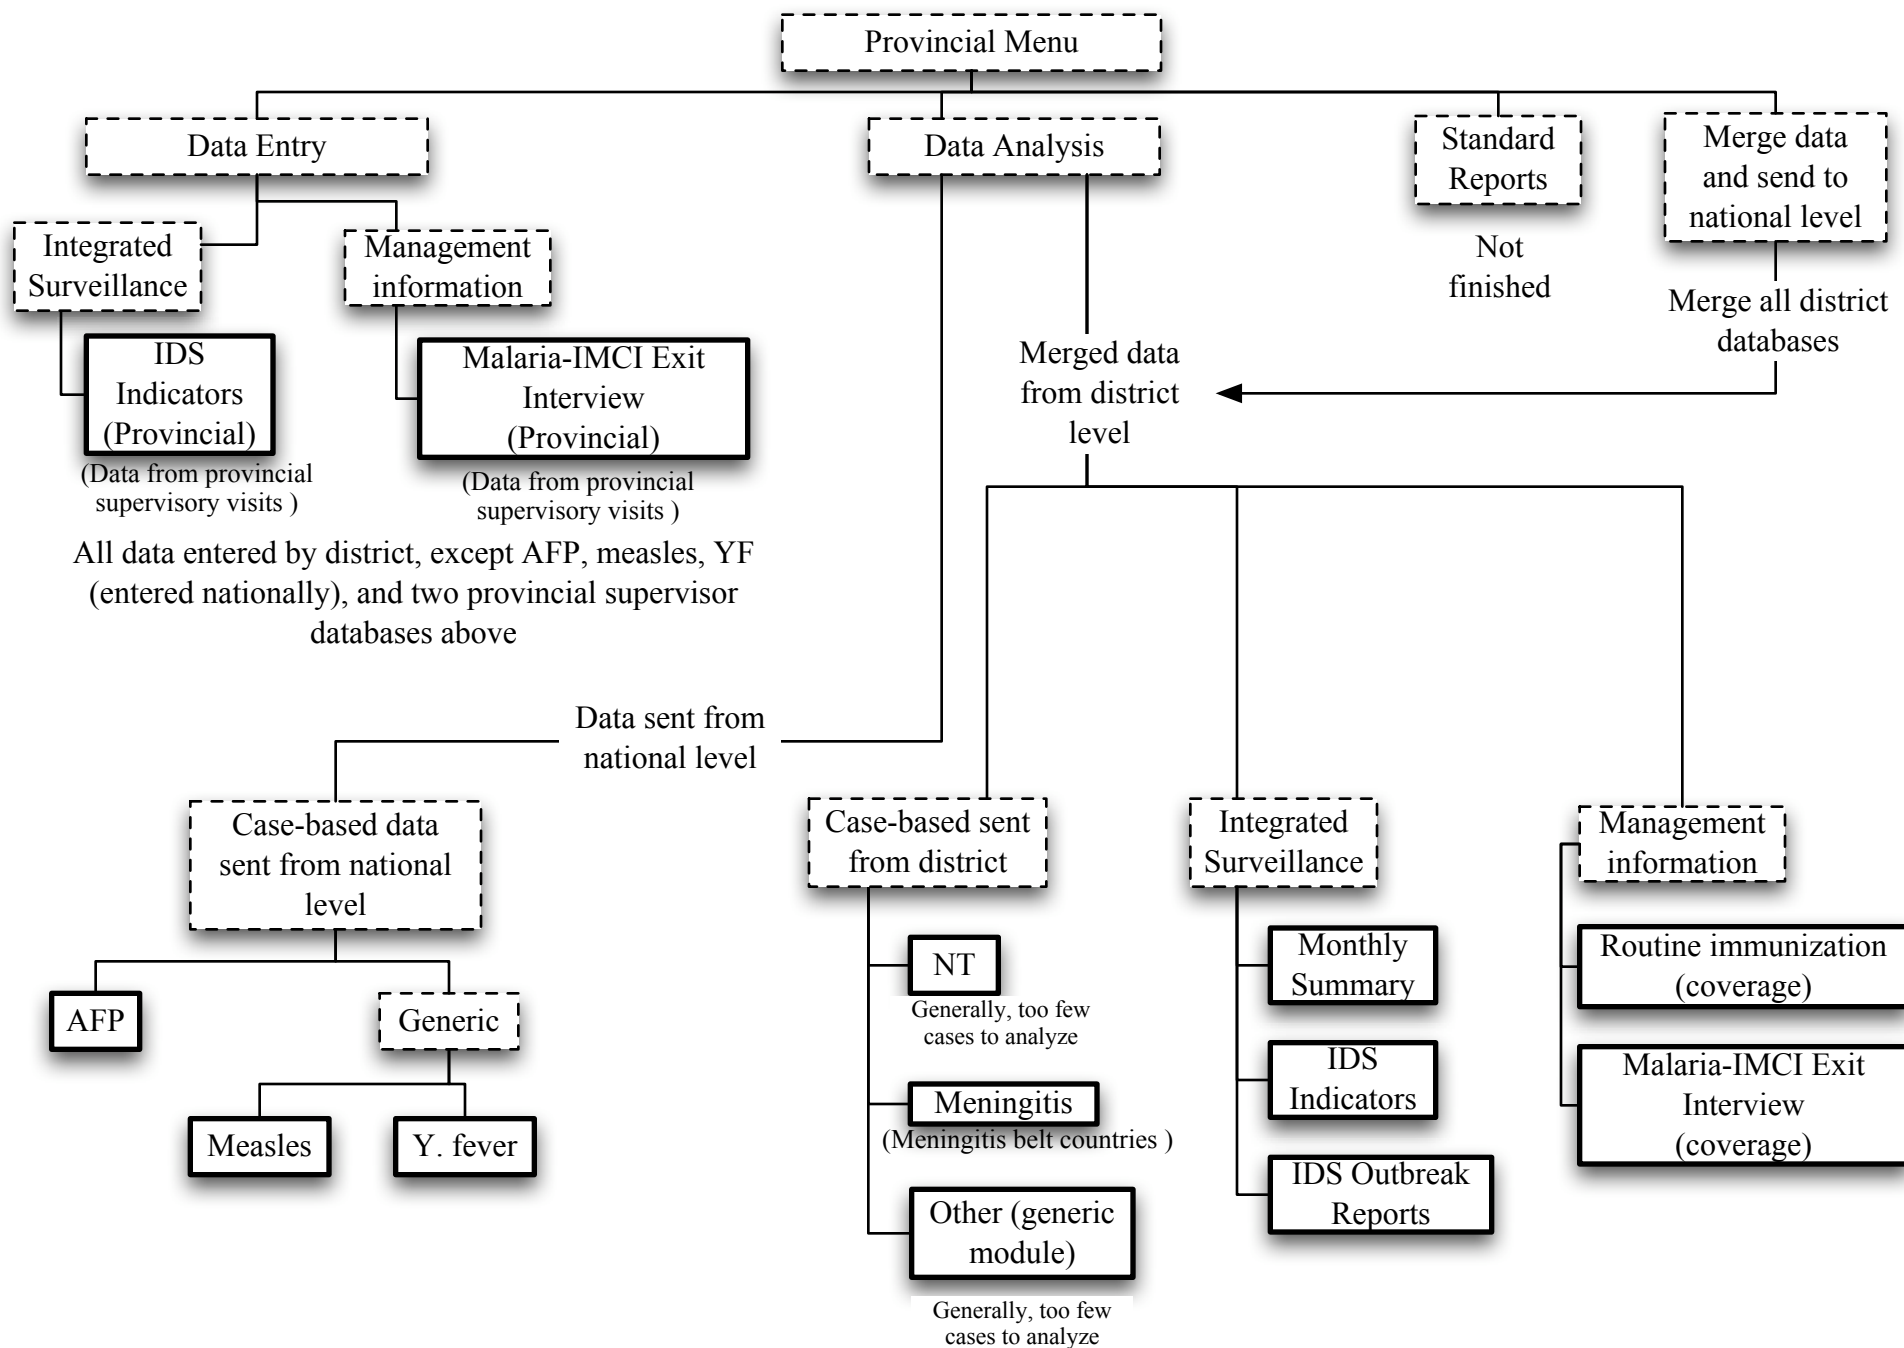 Provincial Menu
Data Entry
Data Analysis
Standard
Reports
Merge data
and send to
national level
Integrated
Surveillance
Management
information
Not
finished
Merge all district
databases
IDS
Indicators
(Provincial)
(Data from provincial
supervisory visits )
Malaria-IMCI Exit
Interview
(Provincial)
(Data from provincial
supervisory visits )
Merged data
from district
level
All data entered by district, except AFP, measles, YF
(entered nationally), and two provincial supervisor
databases above
Data sent from
national level
Case-based data
sent from national
level
AFP
Generic
Measles
Y. fever
Case-based sent
from district
NT
Generally, too few
cases to analyze
Meningitis
(Meningitis belt countries )
Other (generic
module)
Generally, too few
cases to analyze
Integrated
Surveillance
Monthly
Summary
IDS
Indicators
IDS Outbreak
Reports
Management
information
Routine immunization
(coverage)
Malaria-IMCI Exit
Interview
(coverage)